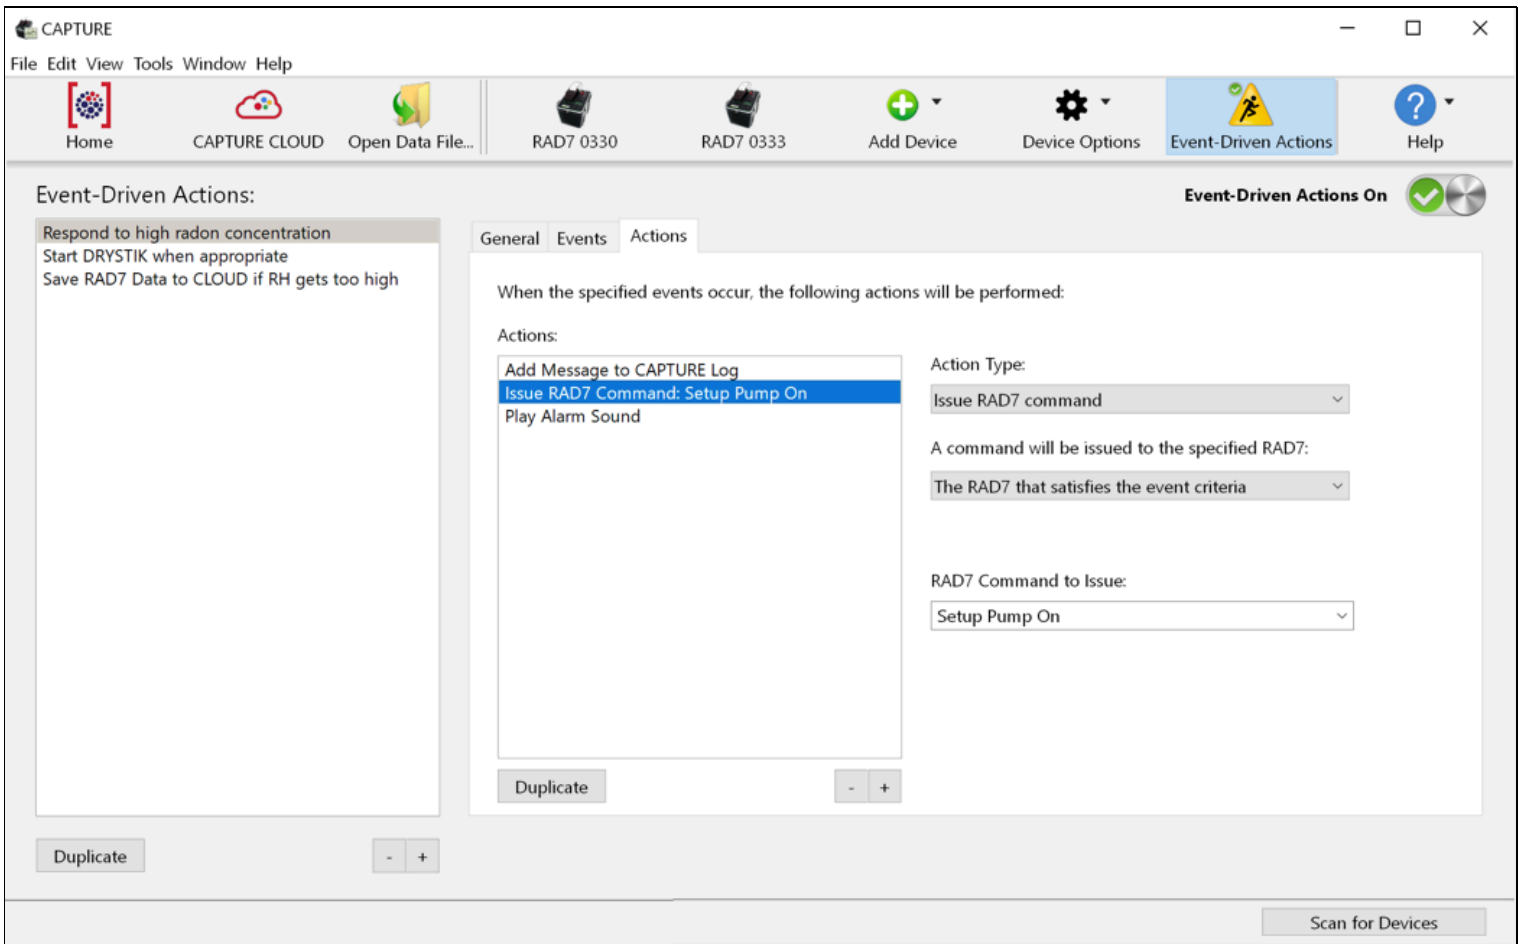 CAPTURE
File Edit View Tools Window Help
Home
CAPTURE CLOUD
Open Data File...
RAD7 0330
RAD7 0333
Add Device
Device Options
Event-Driven Actions
Help
Event-Driven Actions:
Event-Driven Actions On
Respond to high radon concentration
Start DRYSTIK when appropriate
Save RAD7 Data to CLOUD if RH gets too high
Duplicate
- +
General Events Actions
When the specified events occur, the following actions will be performed:
Actions:
Add Message to CAPTURE Log
Issue RAD7 Command: Setup Pump On
Play Alarm Sound
Duplicate
- +
Action Type:
Issue RAD7 command
A command will be issued to the specified RAD7:
The RAD7 that satisfies the event criteria
RAD7 Command to Issue:
Setup Pump On
Scan for Devices